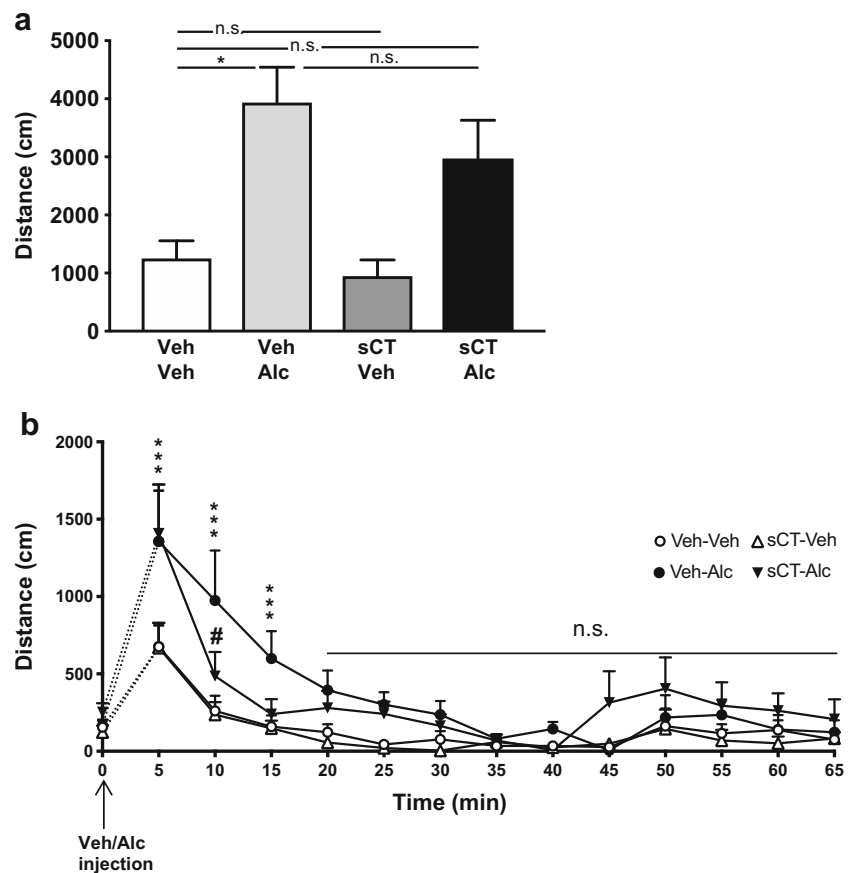 a
n.s.
n.s.
* n.s.
5000
4000
3000
2000
1000
0
Distance (cm)
Veh Veh sCT sCT
Veh Alc Veh Alc
b
2000
1500
1000
500
0
Distance (cm)
***
***
***
#
n.s.
Veh-Veh sCT-Veh
Veh-Alc sCT-Alc
0 5 10 15 20 25 30 35 40 45 50 55 60 65
Time (min)
Veh/Alc
injection